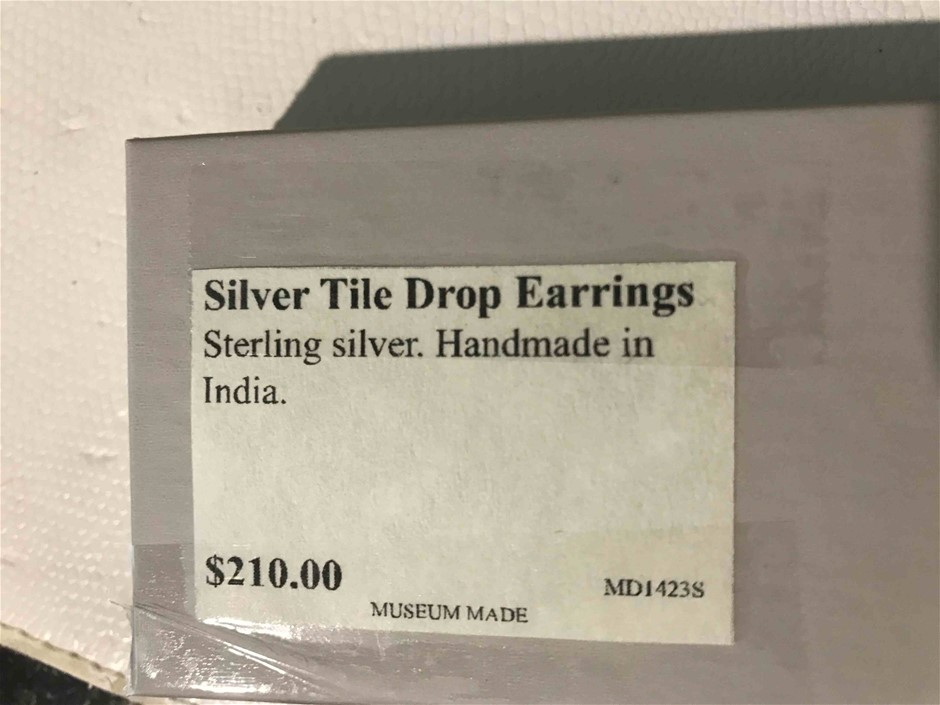 Silver Tile Drop Earrings
Sterling silver. Handmade in
India.
$210.00
MD1423S
MUSEUM MADE